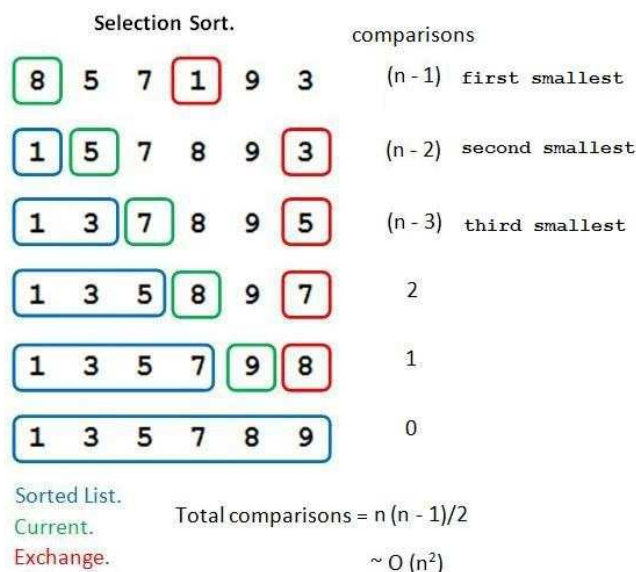 Selection Sort.
comparisons
8 5 7 1 9 3 (n - 1) first smallest
1 5 7 8 9 3 (n - 2) second smallest
1 3 7 8 9 5 (n - 3) third smallest
1 3 5 8 9 7 2
1 3 5 7 9 8 1
1 3 5 7 8 9 0
Sorted List.
Current.
Exchange.
Total comparisons = n (n - 1)/2
~ O (n²)